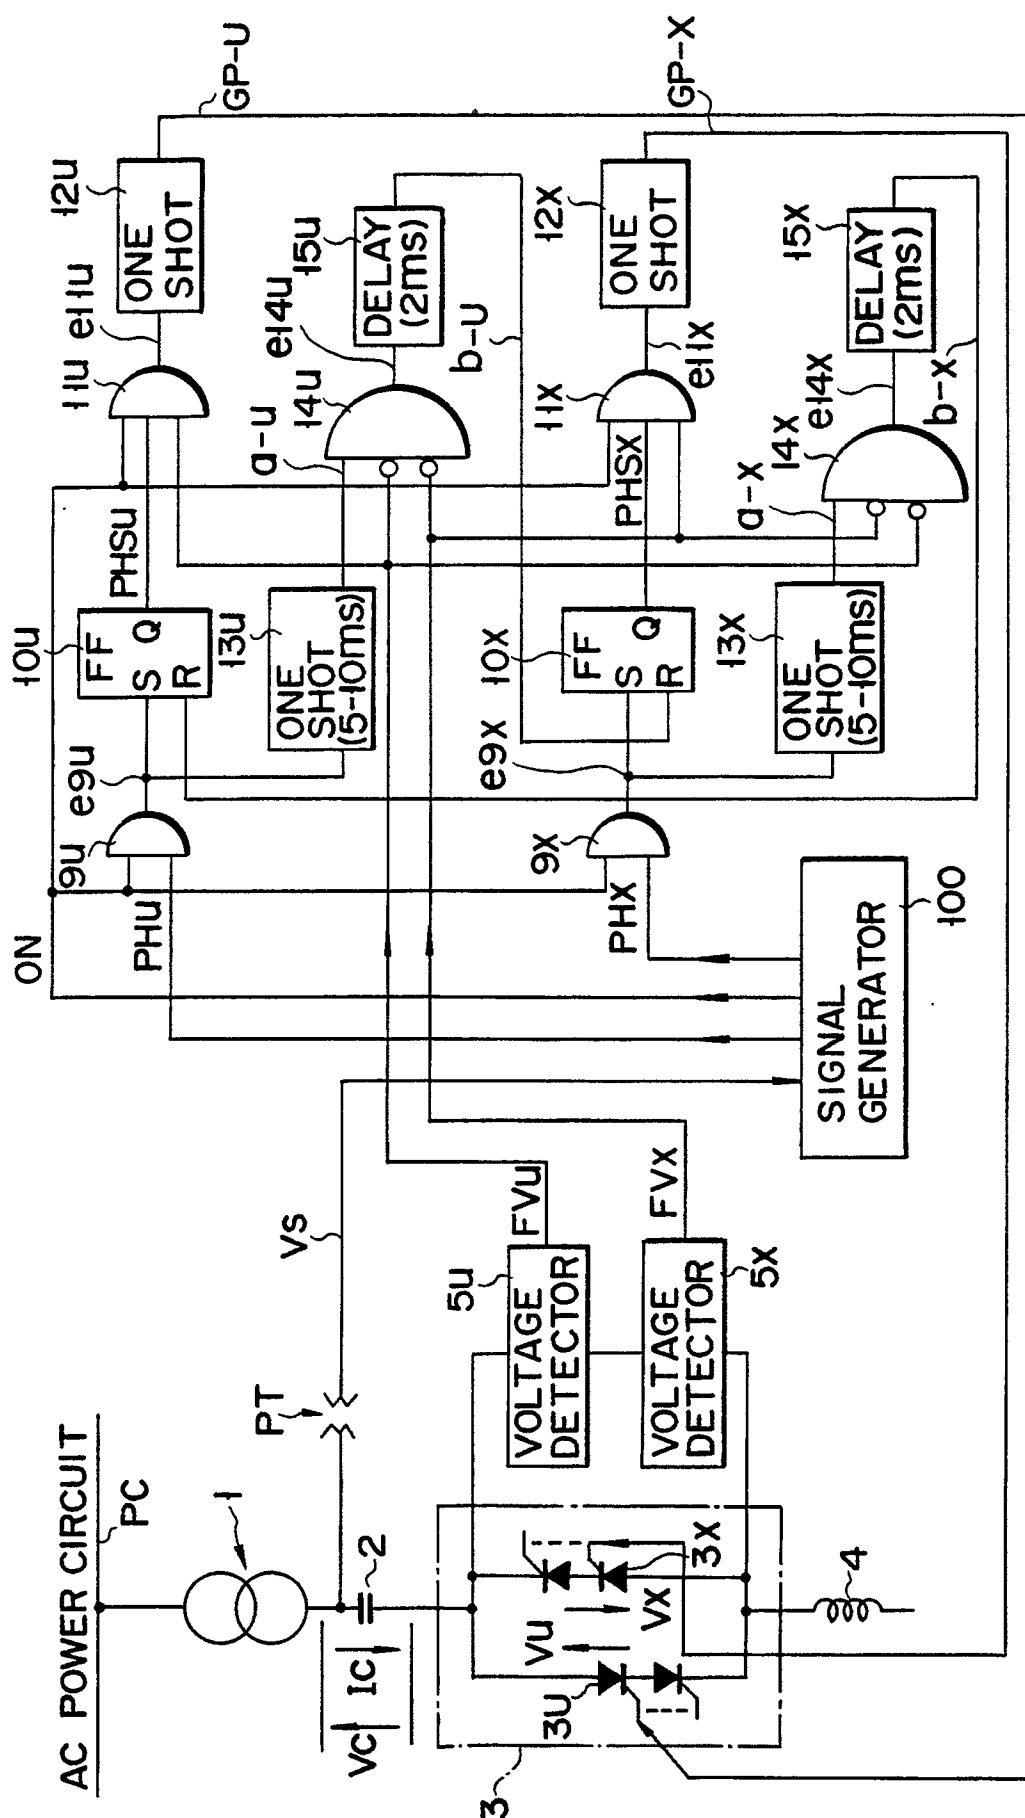 AC POWER CIRCUIT
PC
1
PT
VS
2
VC
IC
3
3U
VU
VX
3X
4
5U
VOLTAGE
DETECTOR
FVU
5X
VOLTAGE
DETECTOR
FVX
SIGNAL
GENERATOR
100
ON
PHU
PHX
9U
e9U
10U
FF
S Q
R
PHSU
11U
e11U
12U
ONE
SHOT
GP-U
13U
ONE
SHOT
(5-10ms)
a-U
14U
e14U
15U
DELAY
(2ms)
b-U
9X
e9X
10X
FF
S Q
R
PHSX
11X
e11X
12X
ONE
SHOT
GP-X
13X
ONE
SHOT
(5-10ms)
a-X
14X
e14X
15X
DELAY
(2ms)
b-X